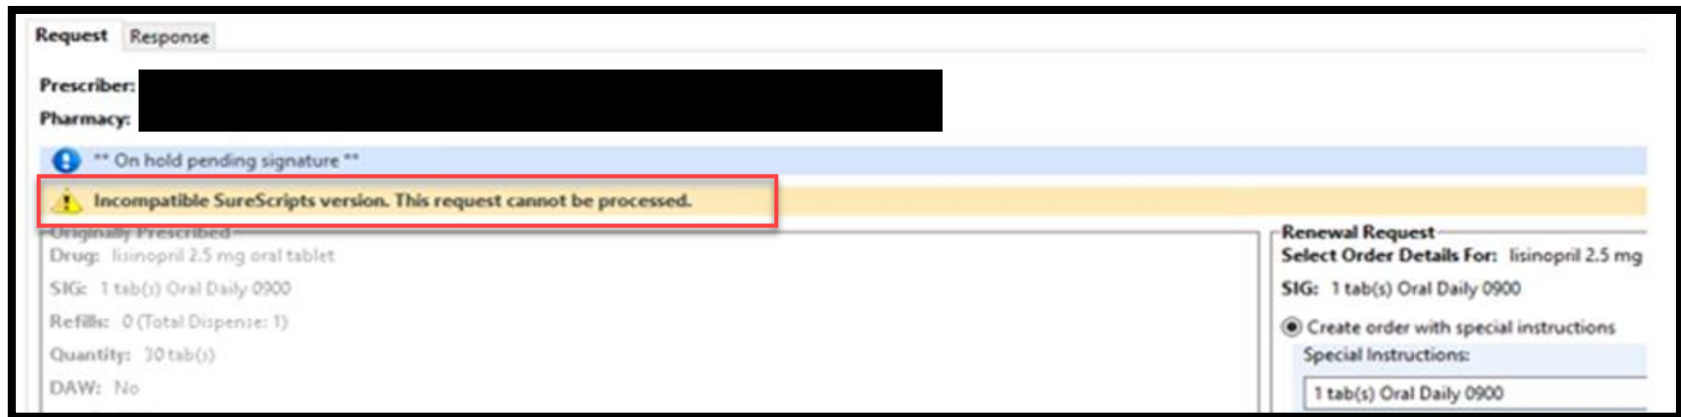 Request Response
Prescriber:
Pharmacy:
** On hold pending signature **
Incompatible SureScripts version. This request cannot be processed.
Originally Prescribed
Drug: lisinopril 2.5 mg oral tablet
SIG: 1 tab(s) Oral Daily 0900
Refills: 0 (Total Dispense: 1)
Quantity: 30 tab(s)
DAW: No
Renewal Request
Select Order Details For: lisinopril 2.5 mg
SIG: 1 tab(s) Oral Daily 0900
Create order with special instructions
Special Instructions:
1 tab(s) Oral Daily 0900